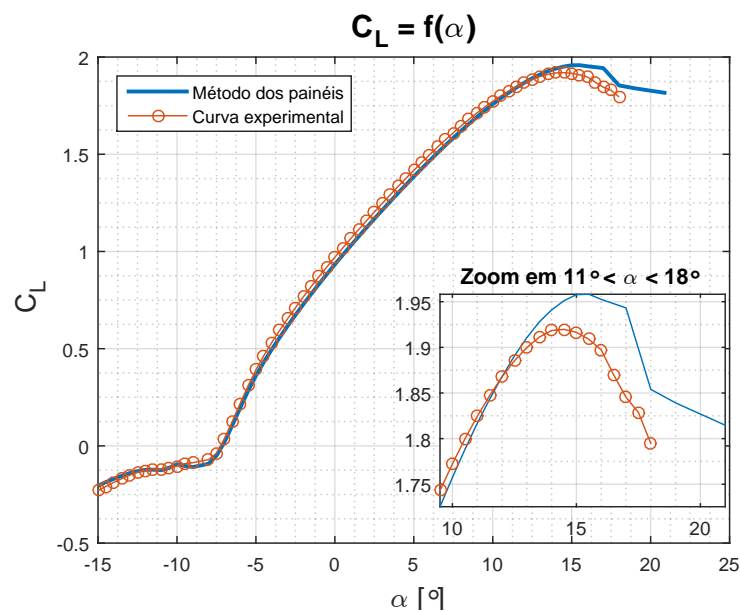 C_L = f(α)
2
1.5
1
0.5
0
-0.5
C_L
Método dos painéis
Curva experimental
Zoom em 11°< α < 18°
1.95
1.9
1.85
1.8
1.75
10 15 20
-15 -10 -5 0 5 10 15 20 25
α [°]